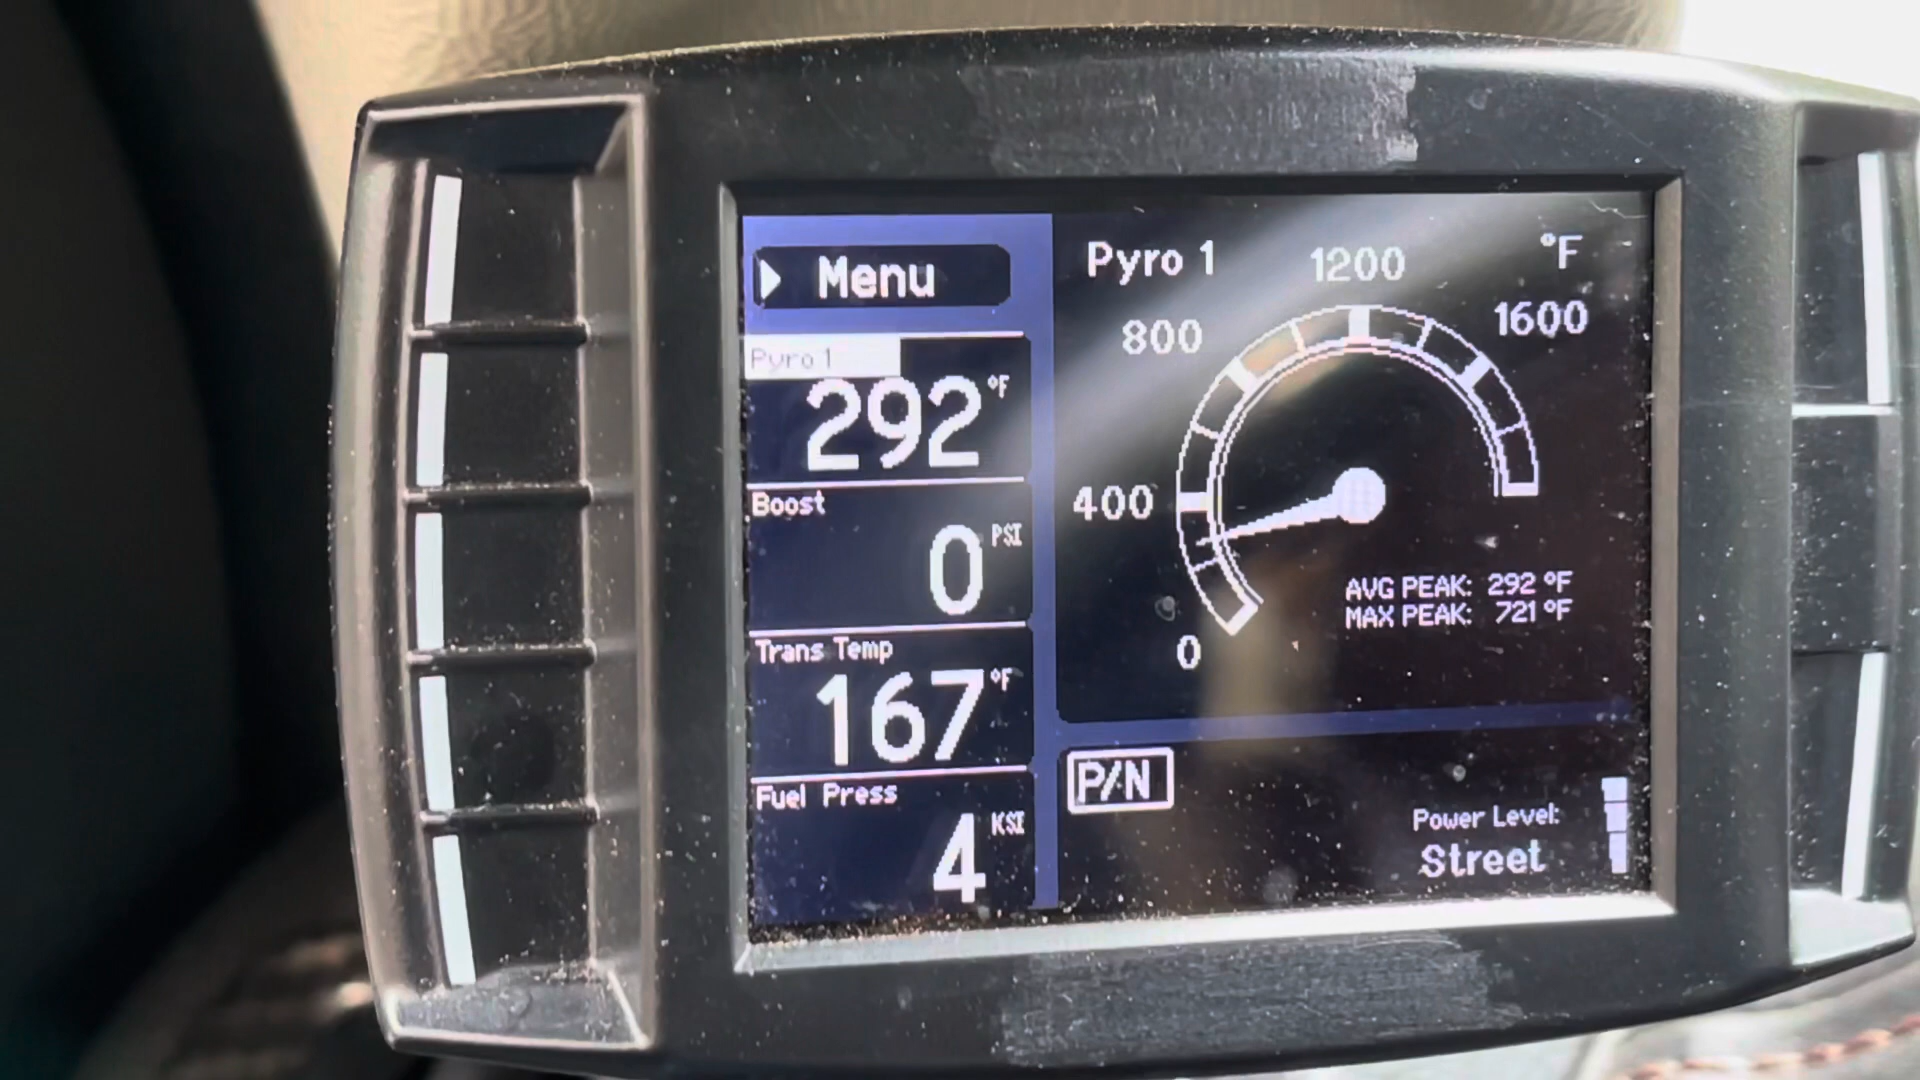 Menu
Pyro 1
292 °F
Boost
0 PSI
Trans Temp
167 °F
Fuel Press
4 KSI
Pyro 1
°F
0
400
800
1200
1600
AVG PEAK: 292 °F
MAX PEAK: 721 °F
P/N
Power Level:
Street